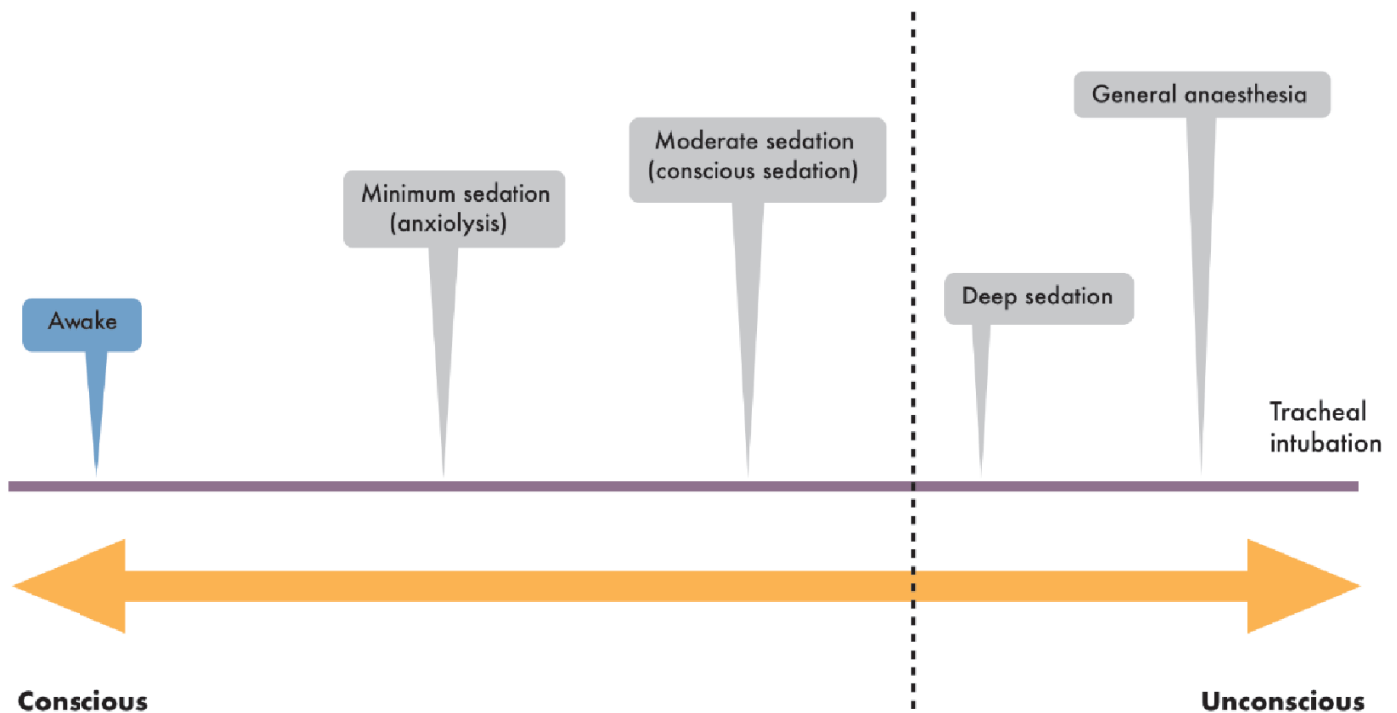 Awake
Minimum sedation
(anxiolysis)
Moderate sedation
(conscious sedation)
Deep sedation
General anaesthesia
Tracheal
intubation
Conscious
Unconscious